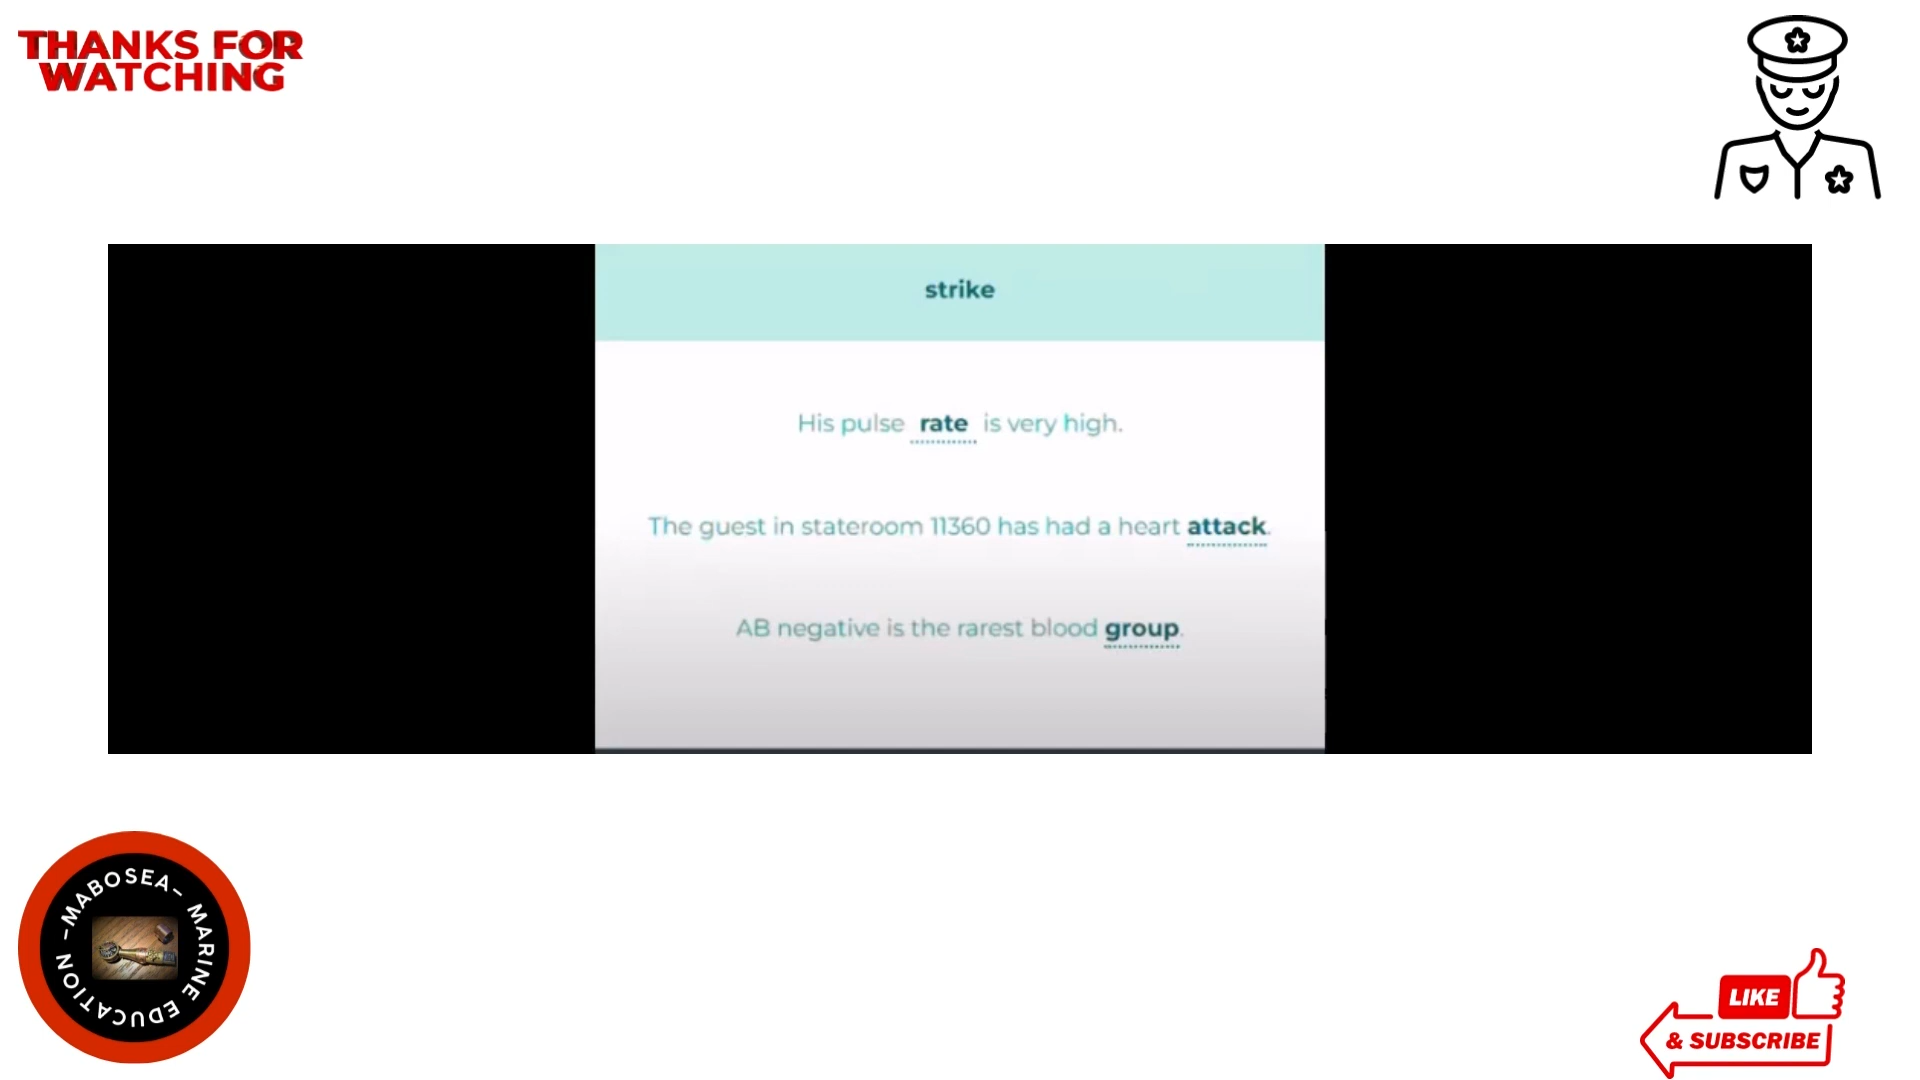 THANKS FOR
WATCHING
strike
His pulse rate is very high.
The guest in stateroom 11360 has had a heart attack.
AB negative is the rarest blood group.
-MABOSEA- MARINE EDUCATION
LIKE
& SUBSCRIBE